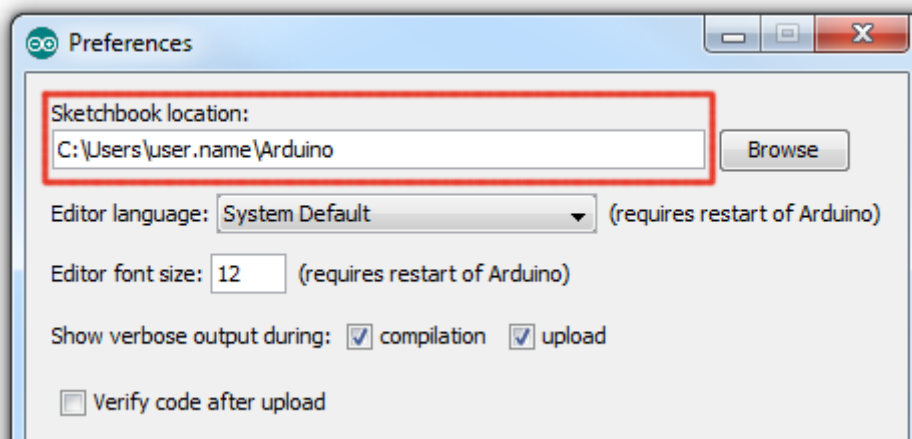 Preferences
Sketchbook location:
C:\Users\user.name\Arduino
Browse
Editor language: System Default (requires restart of Arduino)
Editor font size: 12 (requires restart of Arduino)
Show verbose output during: compilation upload
Verify code after upload